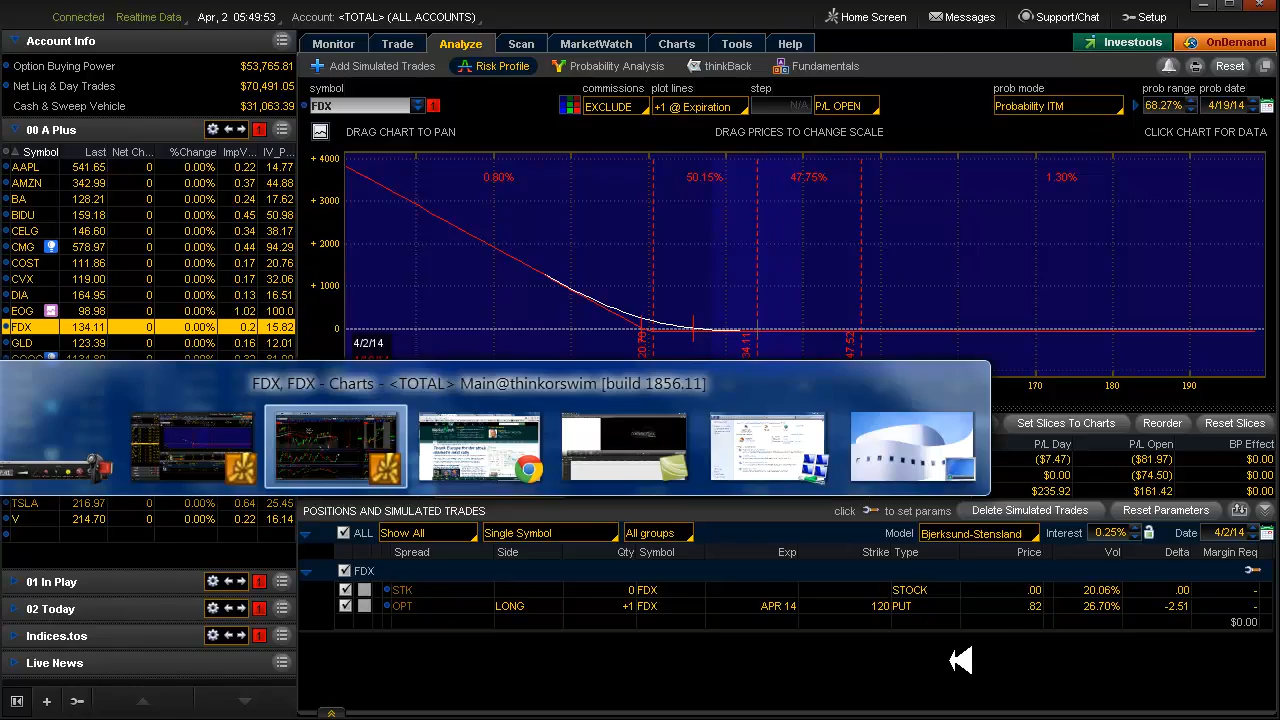 Connected Realtime Data Apr, 2 05:49:53 Account: <TOTAL> (ALL ACCOUNTS) Home Screen Messages Support/Chat Setup
Account Info
Option Buying Power $53,765.81
Net Liq & Day Trades $70,491.05
Cash & Sweep Vehicle $31,063.39
00 A Plus 1
Symbol Last Net Ch... %Change ImpV... IV_P...
AAPL 541.65 0 0.00% 0.22 14.77
AMZN 342.99 0 0.00% 0.37 44.88
BA 128.21 0 0.00% 0.24 17.62
BIDU 159.18 0 0.00% 0.45 50.98
CELG 146.60 0 0.00% 0.34 38.17
CMG 578.97 0 0.00% 0.44 94.29
COST 111.86 0 0.00% 0.17 20.76
CVX 119.00 0 0.00% 0.17 32.06
DIA 164.95 0 0.00% 0.13 16.51
EOG 98.98 0 0.00% 1.02 100.0
FDX 134.11 0 0.00% 0.2 15.82
GLD 123.39 0 0.00% 0.16 12.01
TSLA 216.97 0 0.00% 0.64 25.45
V 214.70 0 0.00% 0.22 16.14
01 In Play 1
02 Today 1
Indices.tos 1
Live News
Monitor Trade Analyze Scan MarketWatch Charts Tools Help Investools OnDemand
Add Simulated Trades Risk Profile Probability Analysis thinkBack Fundamentals Reset
symbol commissions plot lines step prob mode prob range prob date
FDX 1 EXCLUDE +1 @ Expiration N/A P/L OPEN Probability ITM 68.27% 4/19/14
DRAG CHART TO PAN DRAG PRICES TO CHANGE SCALE CLICK CHART FOR DATA
+ 4000
0.80% 50.15% 47.75% 1.30%
+ 3000
+ 2000
+ 1000
0
4/2/14
34.11
47.52
170 190
FDX, FDX - Charts - <TOTAL> Main@thinkorswim [build 1856.11]
Set Slices to Charts Reset Slices
P/L Day BP Effect
($7.47) ($74.58) $0.00
$0.00 $0.00 $0.00
$235.92 $161.42 $0.00
POSITIONS AND SIMULATED TRADES click to set params Delete Simulated Trades Reset Parameters
ALL Show All Single Symbol All groups Model Bjerksund-Stensland Interest 0.25% Date 4/2/14
Spread Side Qty Symbol Exp Strike Type Price Vol Delta Margin Req
FDX
STK 0 FDX STOCK .00 20.06% .00 -
OPT LONG +1 FDX APR 14 120 PUT .82 26.70% -2.51 -
$0.00